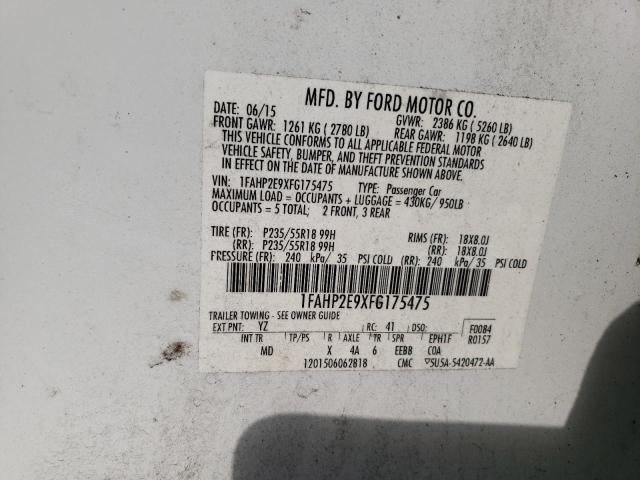 MFD. BY FORD MOTOR CO.
DATE: 06/15 GVWR: 2386 KG ( 5260 LB)
FRONT GAWR: 1261 KG ( 2780 LB) REAR GAWR: 1198 KG ( 2640 LB)
THIS VEHICLE CONFORMS TO ALL APPLICABLE FEDERAL MOTOR
VEHICLE SAFETY, BUMPER, AND THEFT PREVENTION STANDARDS
IN EFFECT ON THE DATE OF MANUFACTURE SHOWN ABOVE.
VIN: 1FAHP2E9XFG175475 TYPE: Passenger Car
MAXIMUM LOAD = OCCUPANTS + LUGGAGE = 430KG/ 950LB
OCCUPANTS = 5 TOTAL; 2 FRONT, 3 REAR
TIRE (FR): P235/55R18 99H RIMS (FR): 18X8.0J
(RR): P235/55R18 99H (RR): 18X8.0J
PRESSURE (FR): 240 kPa/ 35 PSI COLD (RR): 240 kPa/ 35 PSI COLD
1FAHP2E9XFG175475
TRAILER TOWING - SEE OWNER GUIDE
EXT PNT: YZ RC: 41 DSO: F0084
INT TR TP/PS R AXLE TR SPR EPH1F R0157
MD X 4A 6 EEBB COA
1201506062818 CMC 5U5A-5420472-AA